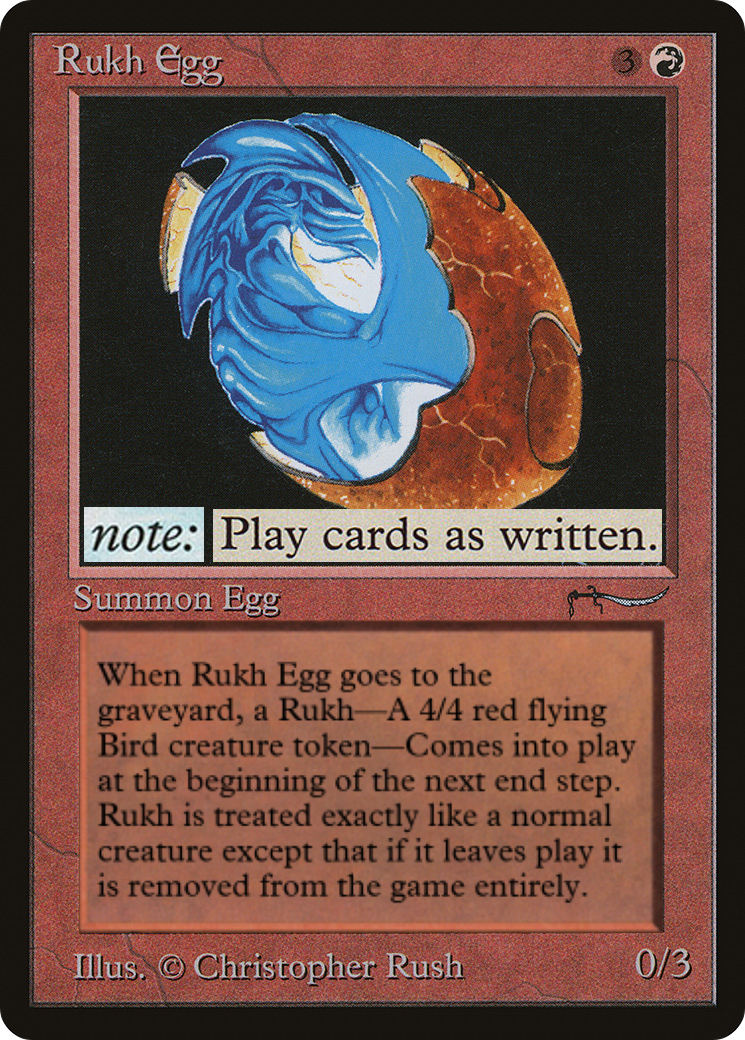 Rukh Egg 3
note: Play cards as written.
Summon Egg
When Rukh Egg goes to the
graveyard, a Rukh—A 4/4 red flying
Bird creature token—Comes into play
at the beginning of the next end step.
Rukh is treated exactly like a normal
creature except that if it leaves play it
is removed from the game entirely.
Illus. © Christopher Rush 0/3